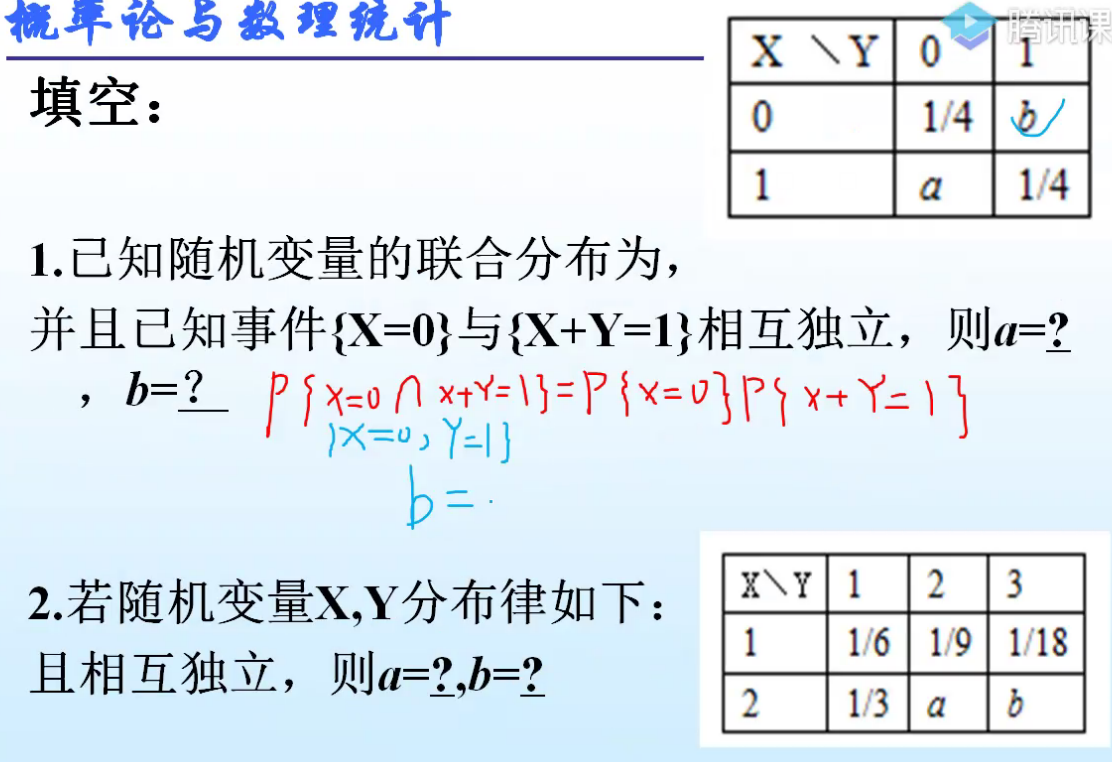 概率论与数理统计
腾讯课
填空：
X \ Y 0 1
0 1/4 b
1 a 1/4
1.已知随机变量的联合分布为，
并且已知事件{X=0}与{X+Y=1}相互独立，则a=?
，b=?
P{X=0∩X+Y=1}=P{X=0}P{X+Y=1}
{X=0,Y=1}
b=
2.若随机变量X,Y分布律如下：
且相互独立，则a=?,b=?
X\Y 1 2 3
1 1/6 1/9 1/18
2 1/3 a b